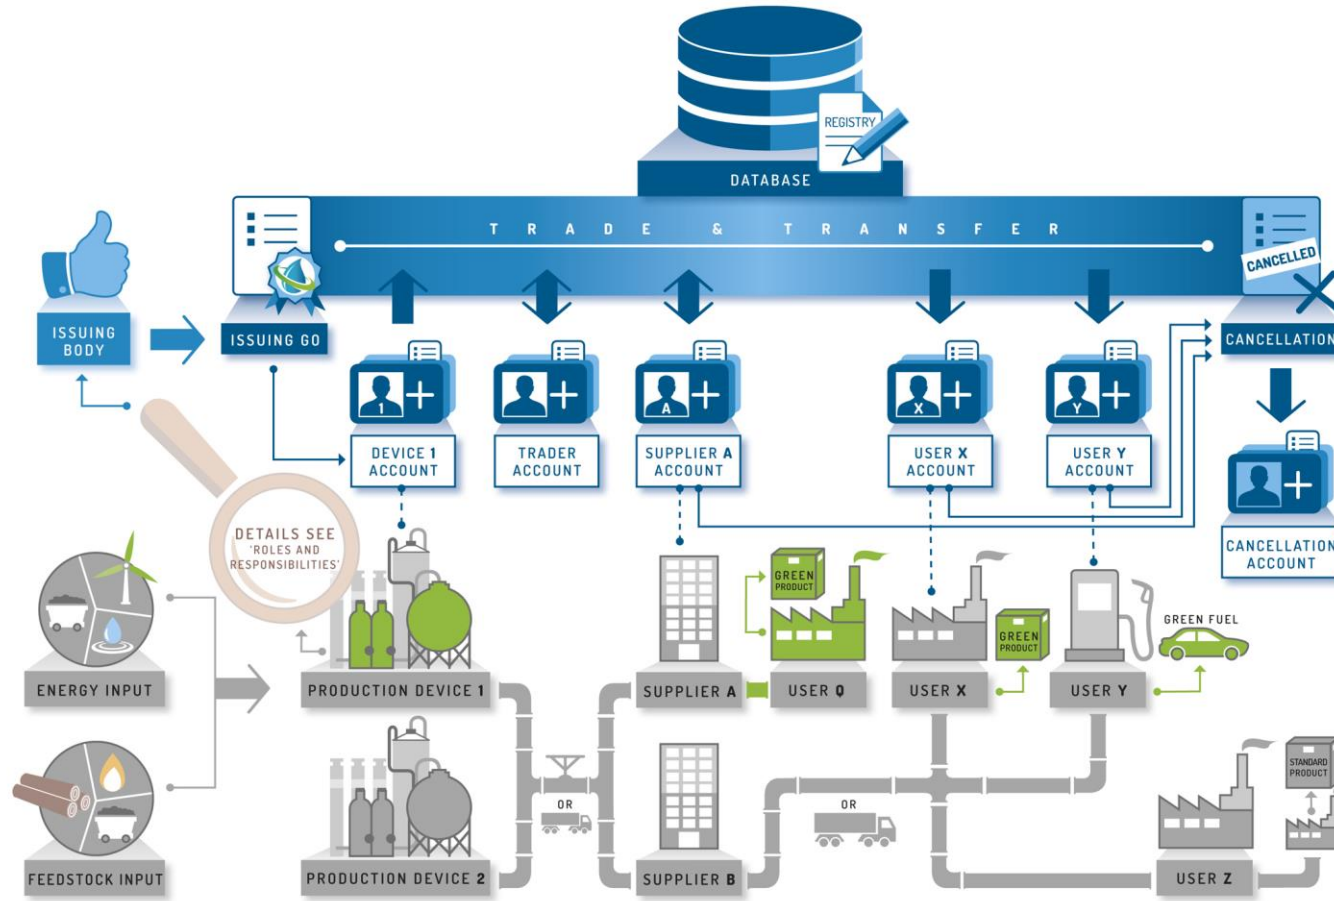 REGISTRY
DATABASE
TRADE & TRANSFER
CANCELLED
ISSUING
BODY
ISSUING GO
CANCELLATION
1
A
X
Y
DEVICE 1
ACCOUNT
TRADER
ACCOUNT
SUPPLIER A
ACCOUNT
USER X
ACCOUNT
USER Y
ACCOUNT
CANCELLATION
ACCOUNT
DETAILS SEE
'ROLES AND
RESPONSIBILITIES'
GREEN
PRODUCT
GREEN
PRODUCT
GREEN FUEL
ENERGY INPUT
PRODUCTION DEVICE 1
SUPPLIER A
USER Q
USER X
USER Y
STANDARD
PRODUCT
OR
OR
FEEDSTOCK INPUT
PRODUCTION DEVICE 2
SUPPLIER B
USER Z